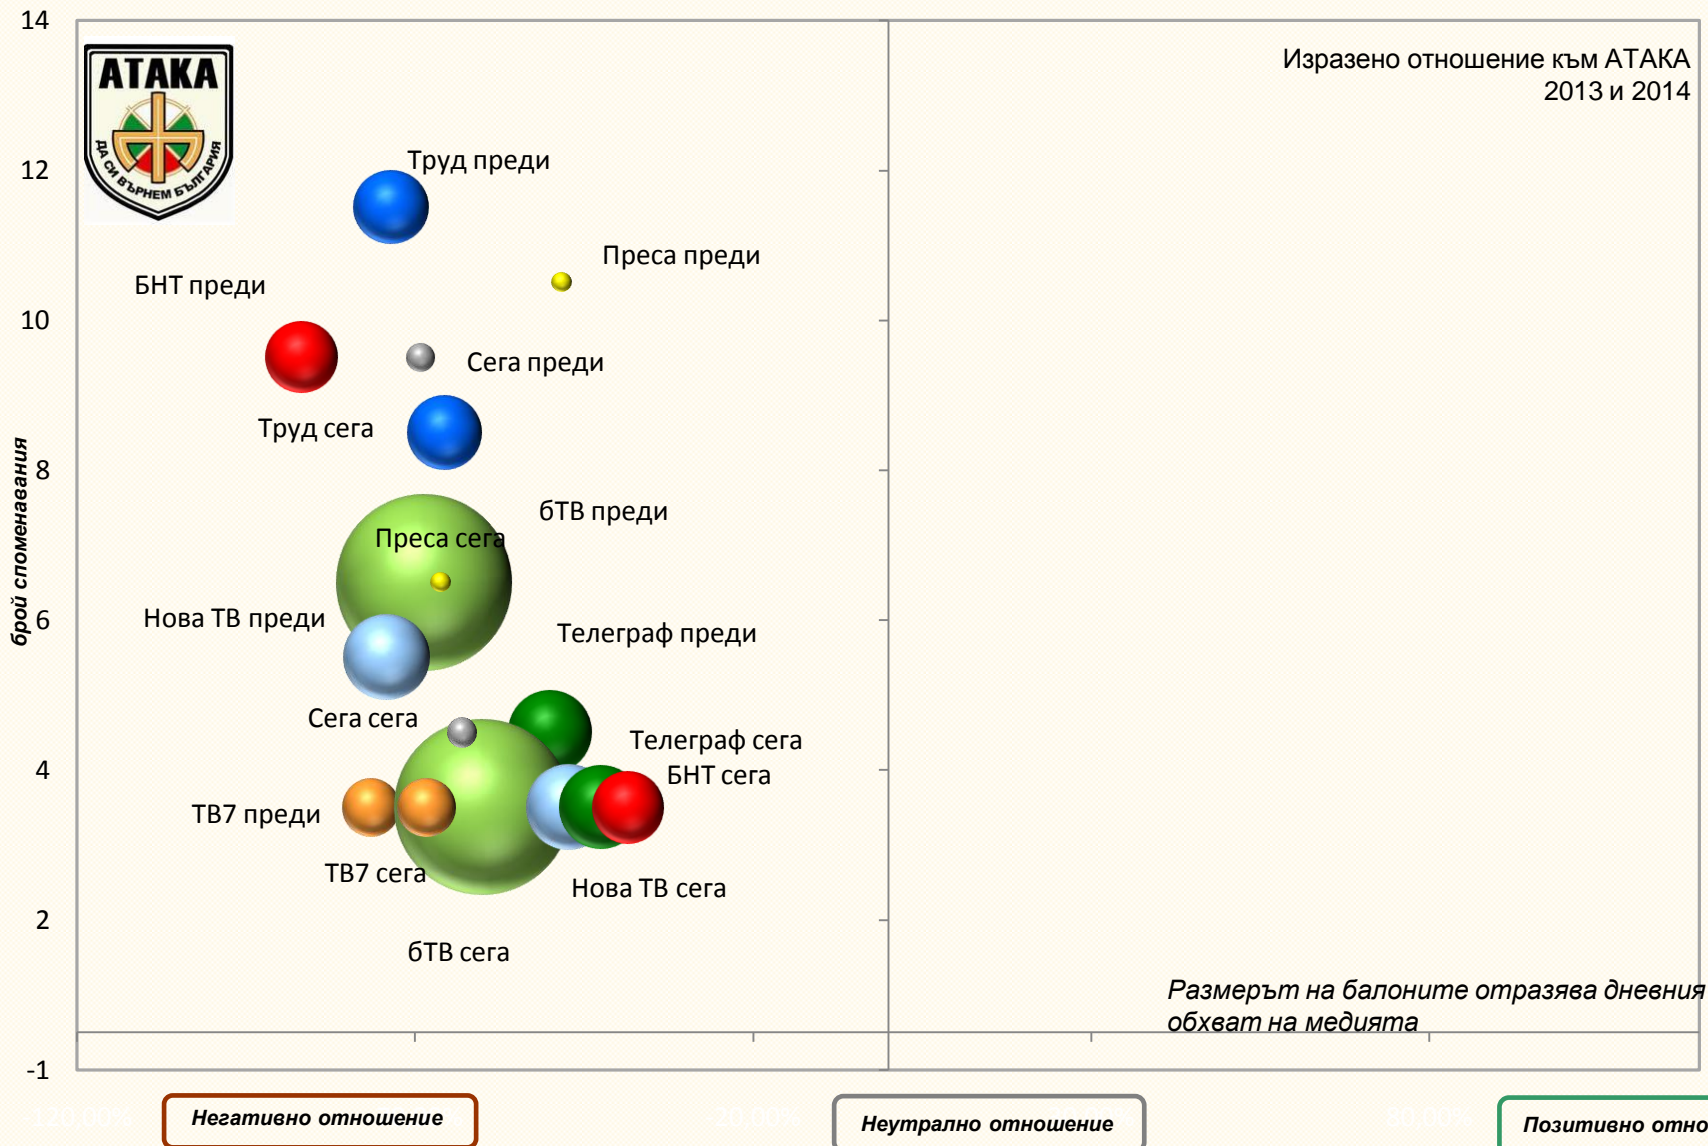 14
12
10
8
6
4
2
-1
брой споменавания
АТАКА
ДА СИ ВЪРНЕМ БЪЛГАРИЯ
Изразено отношение към АТАКА
2013 и 2014
Труд преди
Преса преди
БНТ преди
Сега преди
Труд сега
бТВ преди
Преса сега
Нова ТВ преди
Телеграф преди
Сега сега
Телеграф сега
БНТ сега
ТВ7 преди
ТВ7 сега
Нова ТВ сега
бТВ сега
Размерът на балоните отразява дневния
обхват на медията
Негативно отношение
Неутрално отношение
Позитивно отно